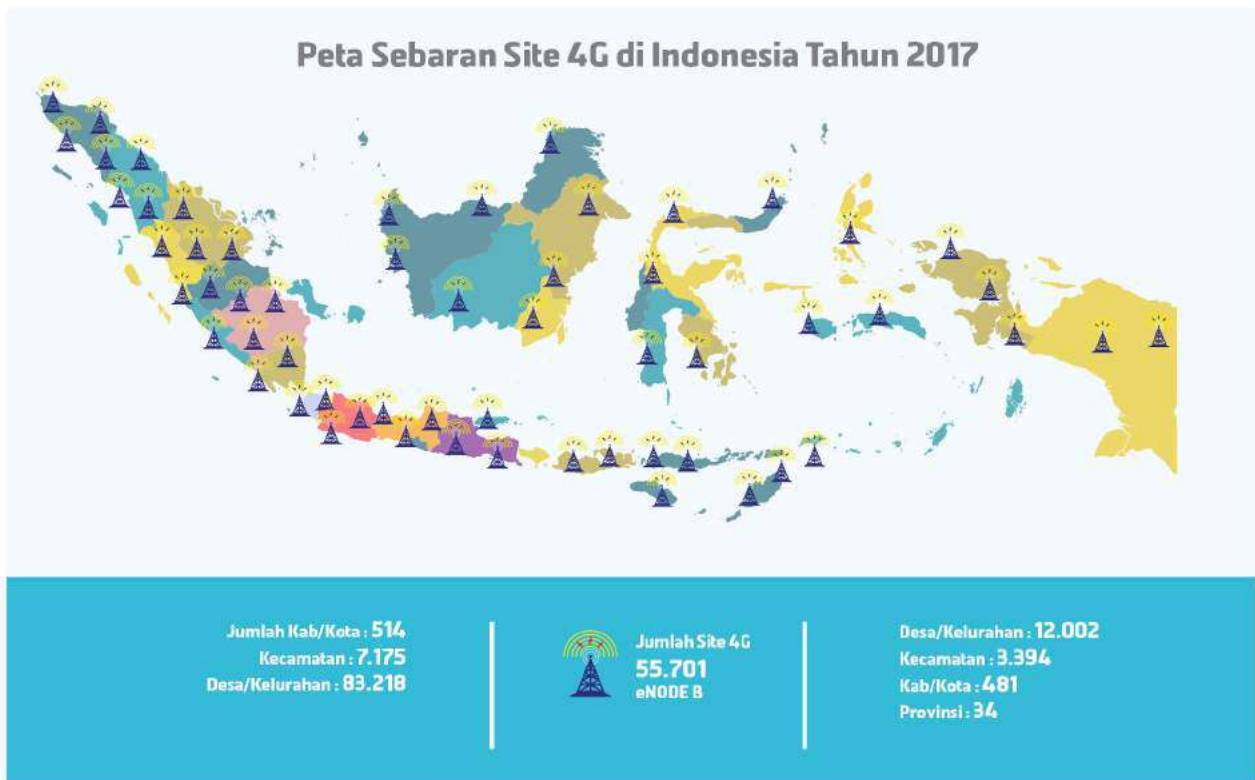 Peta Sebaran Site 4G di Indonesia Tahun 2017
Jumlah Kab/Kota : 514
Kecamatan : 7.175
Desa/Kelurahan : 83.218
Jumlah Site 4G
55.701
eNODE B
Desa/Kelurahan : 12.002
Kecamatan : 3.394
Kab/Kota : 481
Provinsi : 34